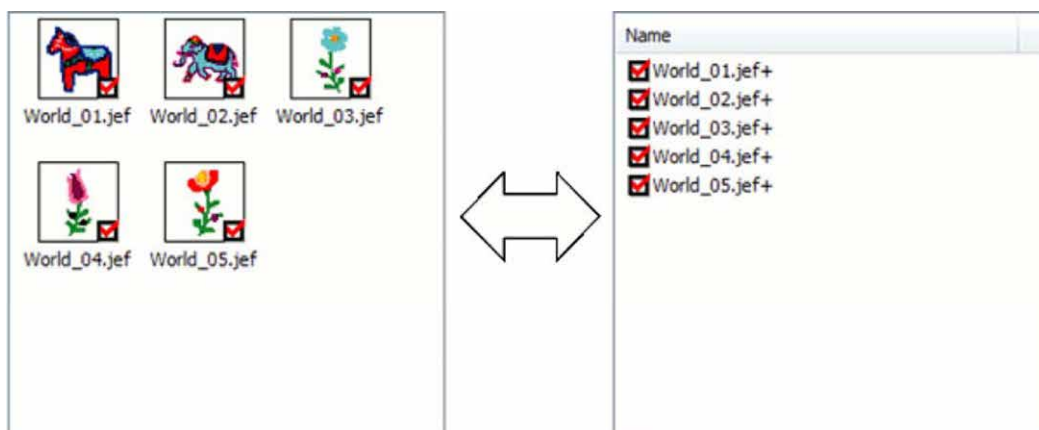 World_01.jef World_02.jef World_03.jef
World_04.jef World_05.jef
Name
World_01.jef+
World_02.jef+
World_03.jef+
World_04.jef+
World_05.jef+